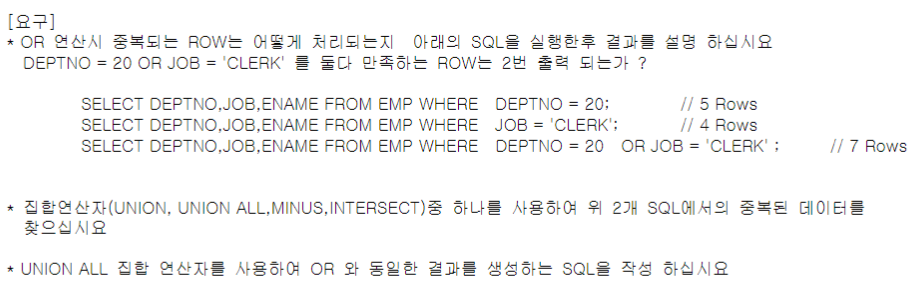 [요구]
* OR 연산시 중복되는 ROW는 어떻게 처리되는지 아래의 SQL을 실행한후 결과를 설명 하십시요
DEPTNO = 20 OR JOB = 'CLERK' 를 둘다 만족하는 ROW는 2번 출력 되는가 ?
SELECT DEPTNO,JOB,ENAME FROM EMP WHERE DEPTNO = 20; // 5 Rows
SELECT DEPTNO,JOB,ENAME FROM EMP WHERE JOB = 'CLERK'; // 4 Rows
SELECT DEPTNO,JOB,ENAME FROM EMP WHERE DEPTNO = 20 OR JOB = 'CLERK' ; // 7 Rows
* 집합연산자(UNION, UNION ALL,MINUS,INTERSECT)중 하나를 사용하여 위 2개 SQL에서의 중복된 데이터를
찾으십시요
* UNION ALL 집합 연산자를 사용하여 OR 와 동일한 결과를 생성하는 SQL을 작성 하십시요